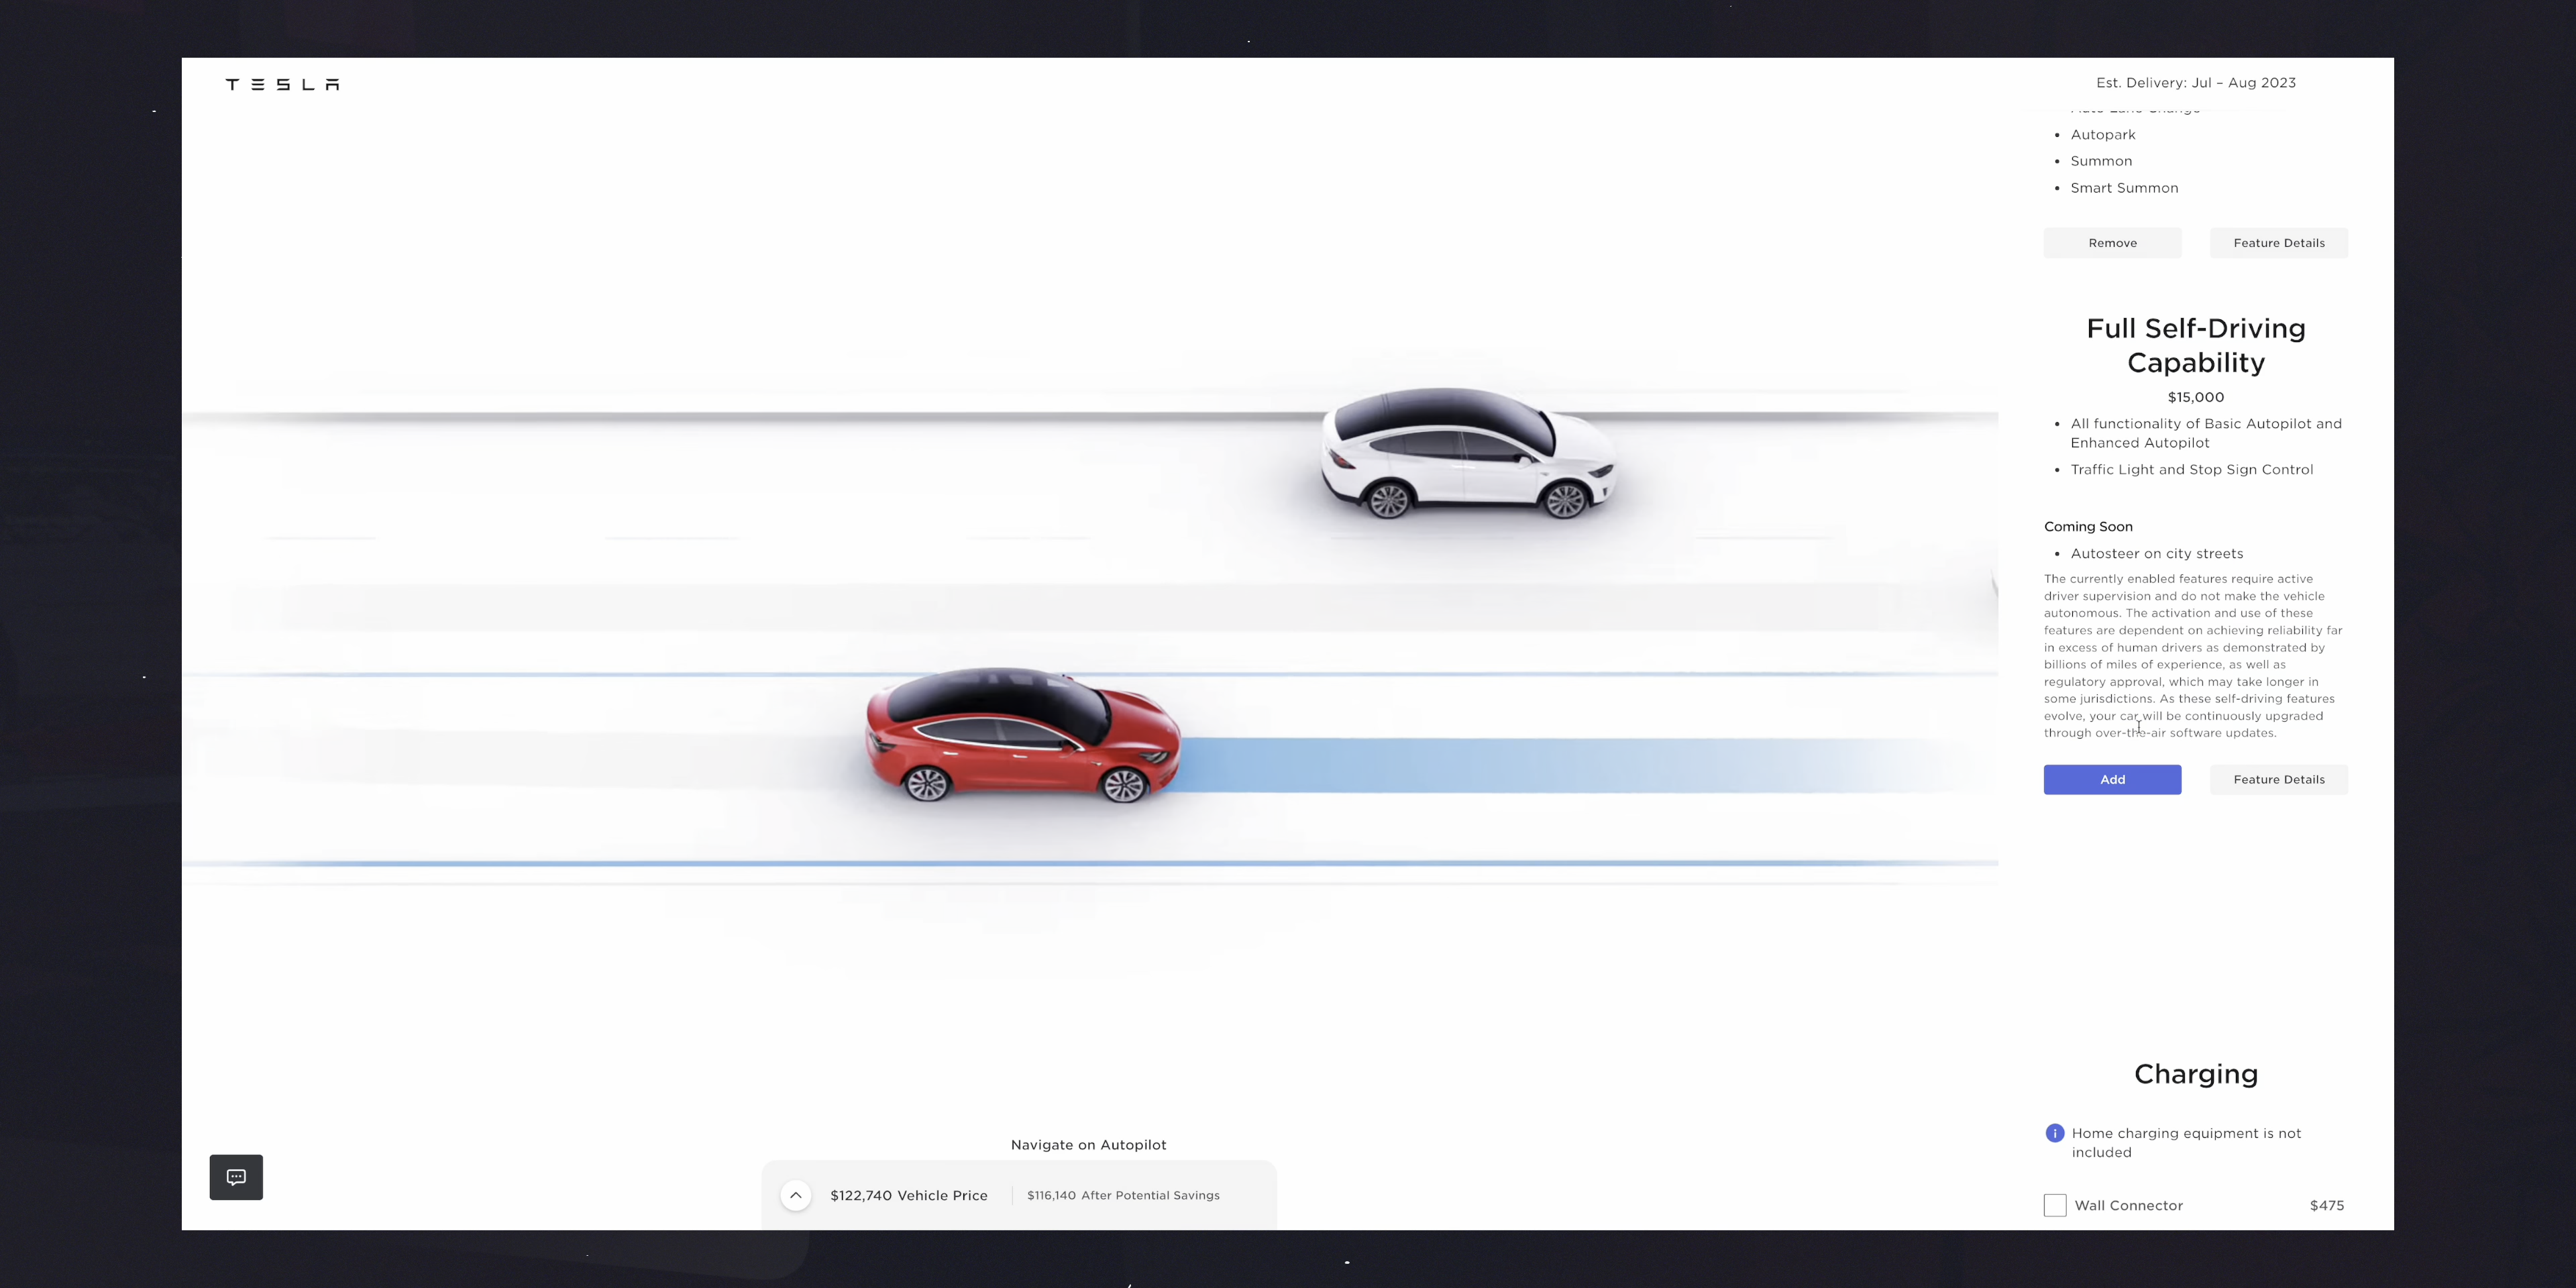 TESLA
Est. Delivery: Jul – Aug 2023
Auto Lane Change
Autopark
Summon
Smart Summon
Remove
Feature Details
Full Self-Driving
Capability
$15,000
All functionality of Basic Autopilot and
Enhanced Autopilot
Traffic Light and Stop Sign Control
Coming Soon
Autosteer on city streets
The currently enabled features require active
driver supervision and do not make the vehicle
autonomous. The activation and use of these
features are dependent on achieving reliability far
in excess of human drivers as demonstrated by
billions of miles of experience, as well as
regulatory approval, which may take longer in
some jurisdictions. As these self-driving features
evolve, your car will be continuously upgraded
through over-the-air software updates.
Add
Feature Details
Charging
Home charging equipment is not
included
Wall Connector
$475
Navigate on Autopilot
$122,740 Vehicle Price
$116,140 After Potential Savings